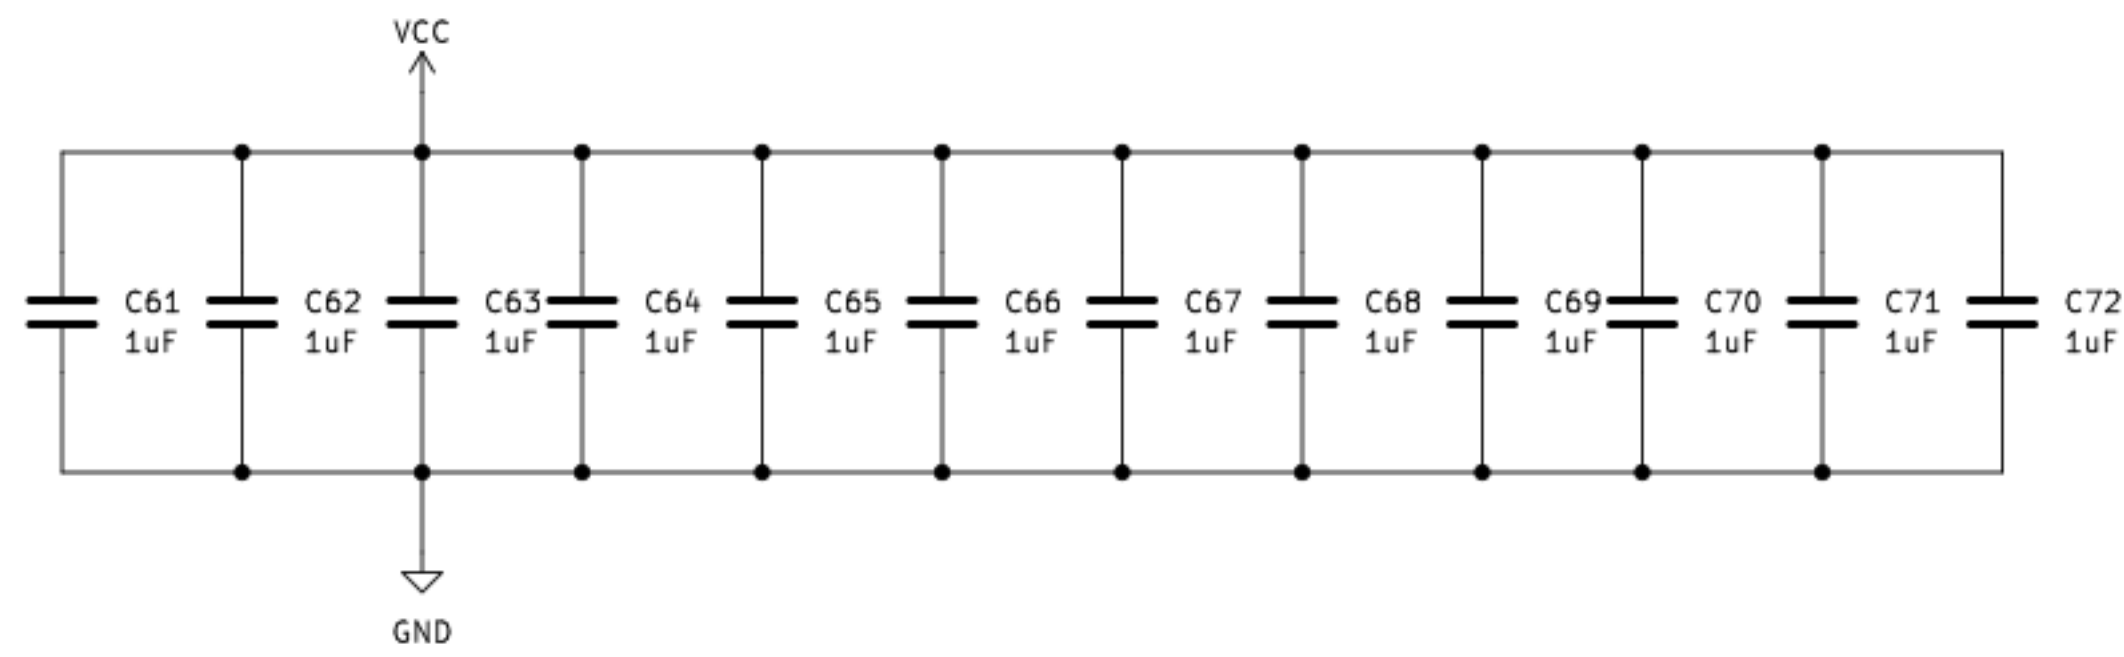 VCC
C61 C62 C63 C64 C65 C66 C67 C68 C69 C70 C71 C72
1uF 1uF 1uF 1uF 1uF 1uF 1uF 1uF 1uF 1uF 1uF 1uF
GND